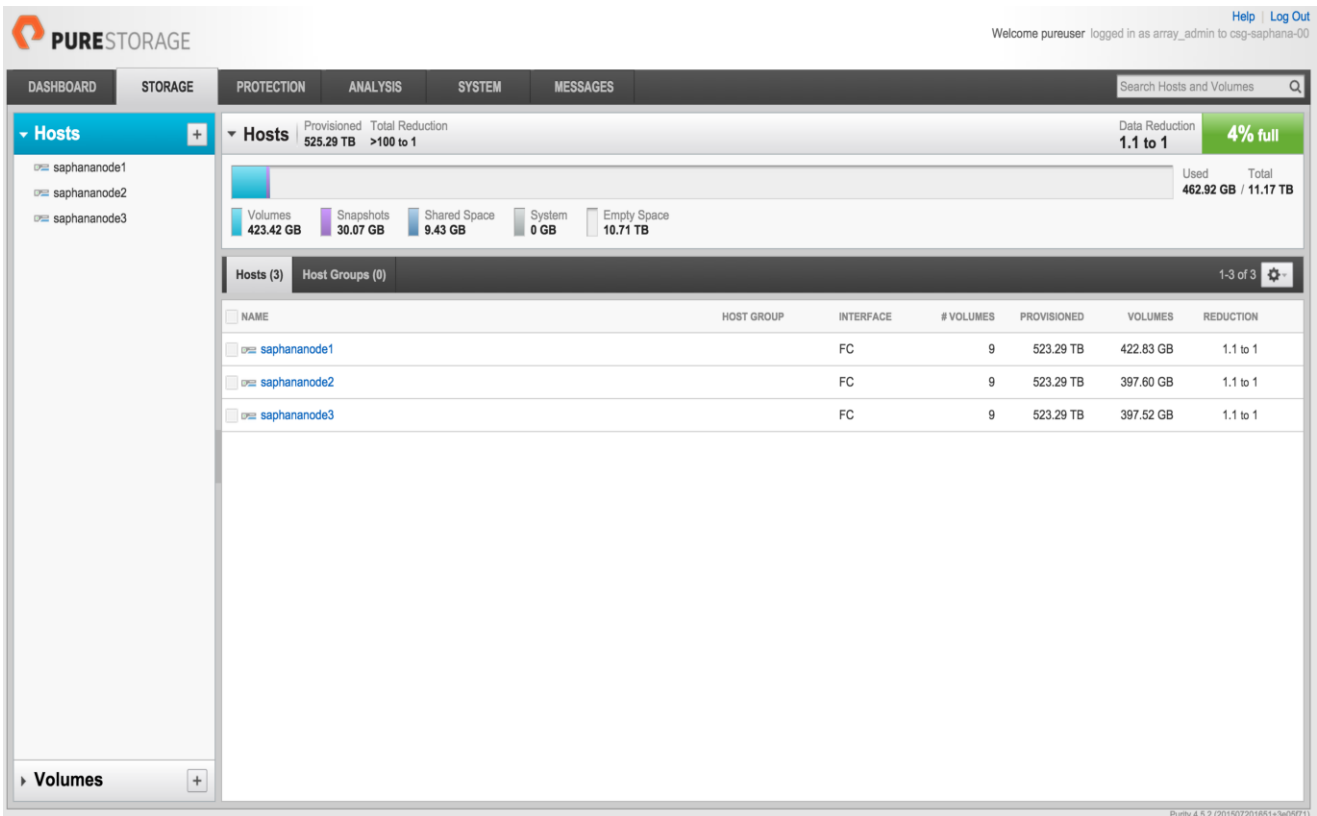 Help | Log Out
PURESTORAGE
Welcome pureuser logged in as array_admin to csg-saphana-00
DASHBOARD STORAGE PROTECTION ANALYSIS SYSTEM MESSAGES Search Hosts and Volumes
Hosts +
saphananode1
saphananode2
saphananode3
Volumes +
Hosts Provisioned Total Reduction Data Reduction 4% full
525.29 TB >100 to 1 1.1 to 1
Used Total
462.92 GB / 11.17 TB
Volumes Snapshots Shared Space System Empty Space
423.42 GB 30.07 GB 9.43 GB 0 GB 10.71 TB
Hosts (3) Host Groups (0) 1-3 of 3
NAME HOST GROUP INTERFACE # VOLUMES PROVISIONED VOLUMES REDUCTION
saphananode1 FC 9 523.29 TB 422.83 GB 1.1 to 1
saphananode2 FC 9 523.29 TB 397.60 GB 1.1 to 1
saphananode3 FC 9 523.29 TB 397.52 GB 1.1 to 1
Purity 4.5.2 (201507201651+3e05f71)